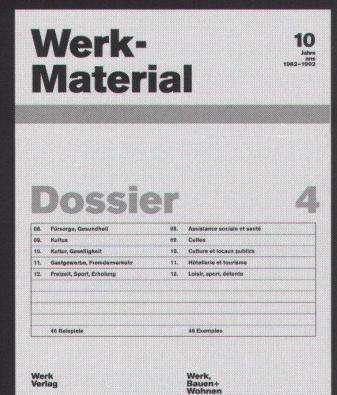 Werk-
Material
10
Jahre
ans
1982–1992
Dossier 4
08. Fürsorge, Gesundheit 08. Assistance sociale et santé
09. Kultus 09. Cultes
10. Kultur, Geselligkeit 10. Culture et locaux publics
11. Gastgewerbe, Fremdenverkehr 11. Hôtellerie et tourisme
12. Freizeit, Sport, Erholung 12. Loisir, sport, détente
46 Beispiele 46 Exemples
Werk
Verlag
Werk,
Bauen+
Wohnen